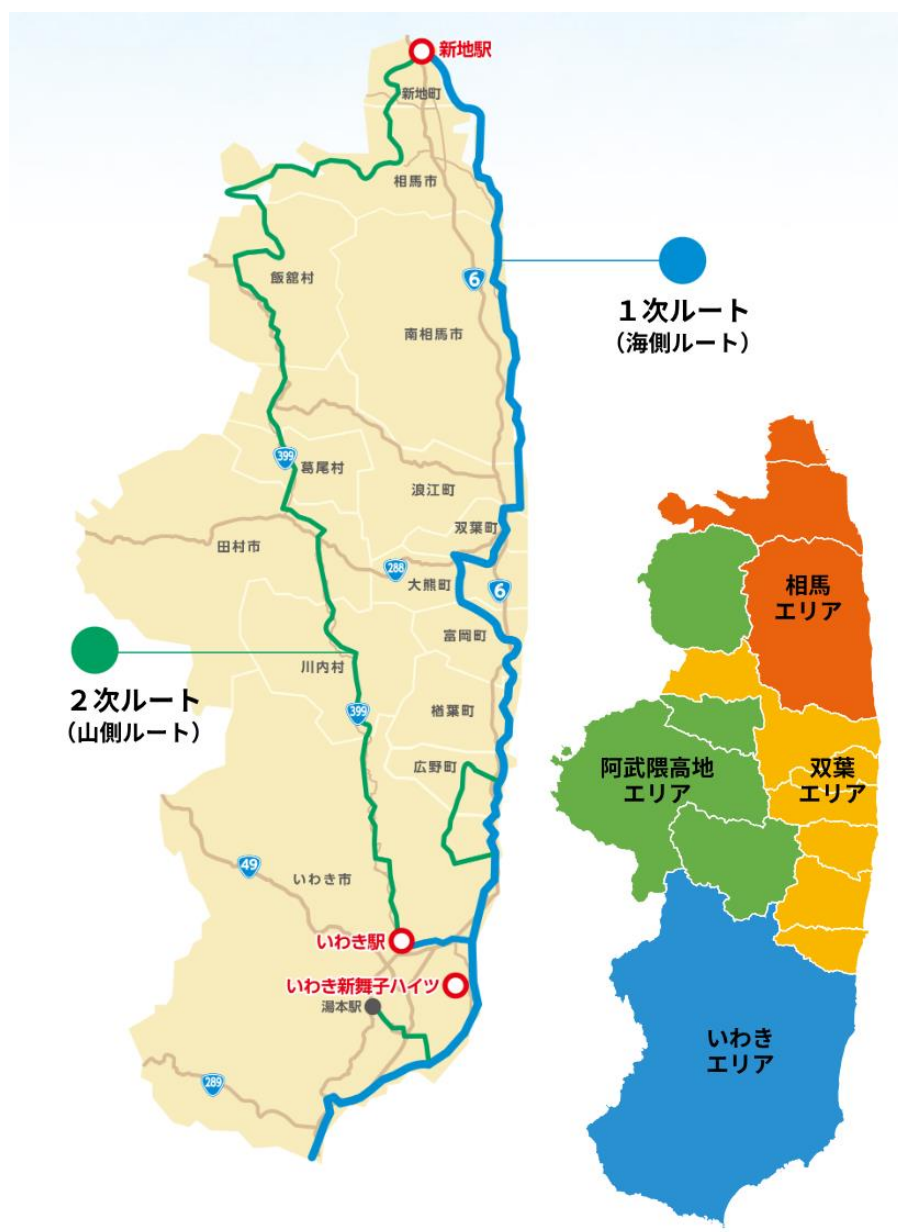 新地駅
新地町
相馬市
飯舘村
6
南相馬市
1次ルート
（海側ルート）
399
葛尾村
浪江町
双葉町
田村市
288
大熊町
6
富岡町
川内村
2次ルート
（山側ルート）
399
楢葉町
広野町
49
いわき市
いわき駅
いわき新舞子ハイツ
湯本駅
289
相馬
エリア
阿武隈高地
エリア
双葉
エリア
いわき
エリア